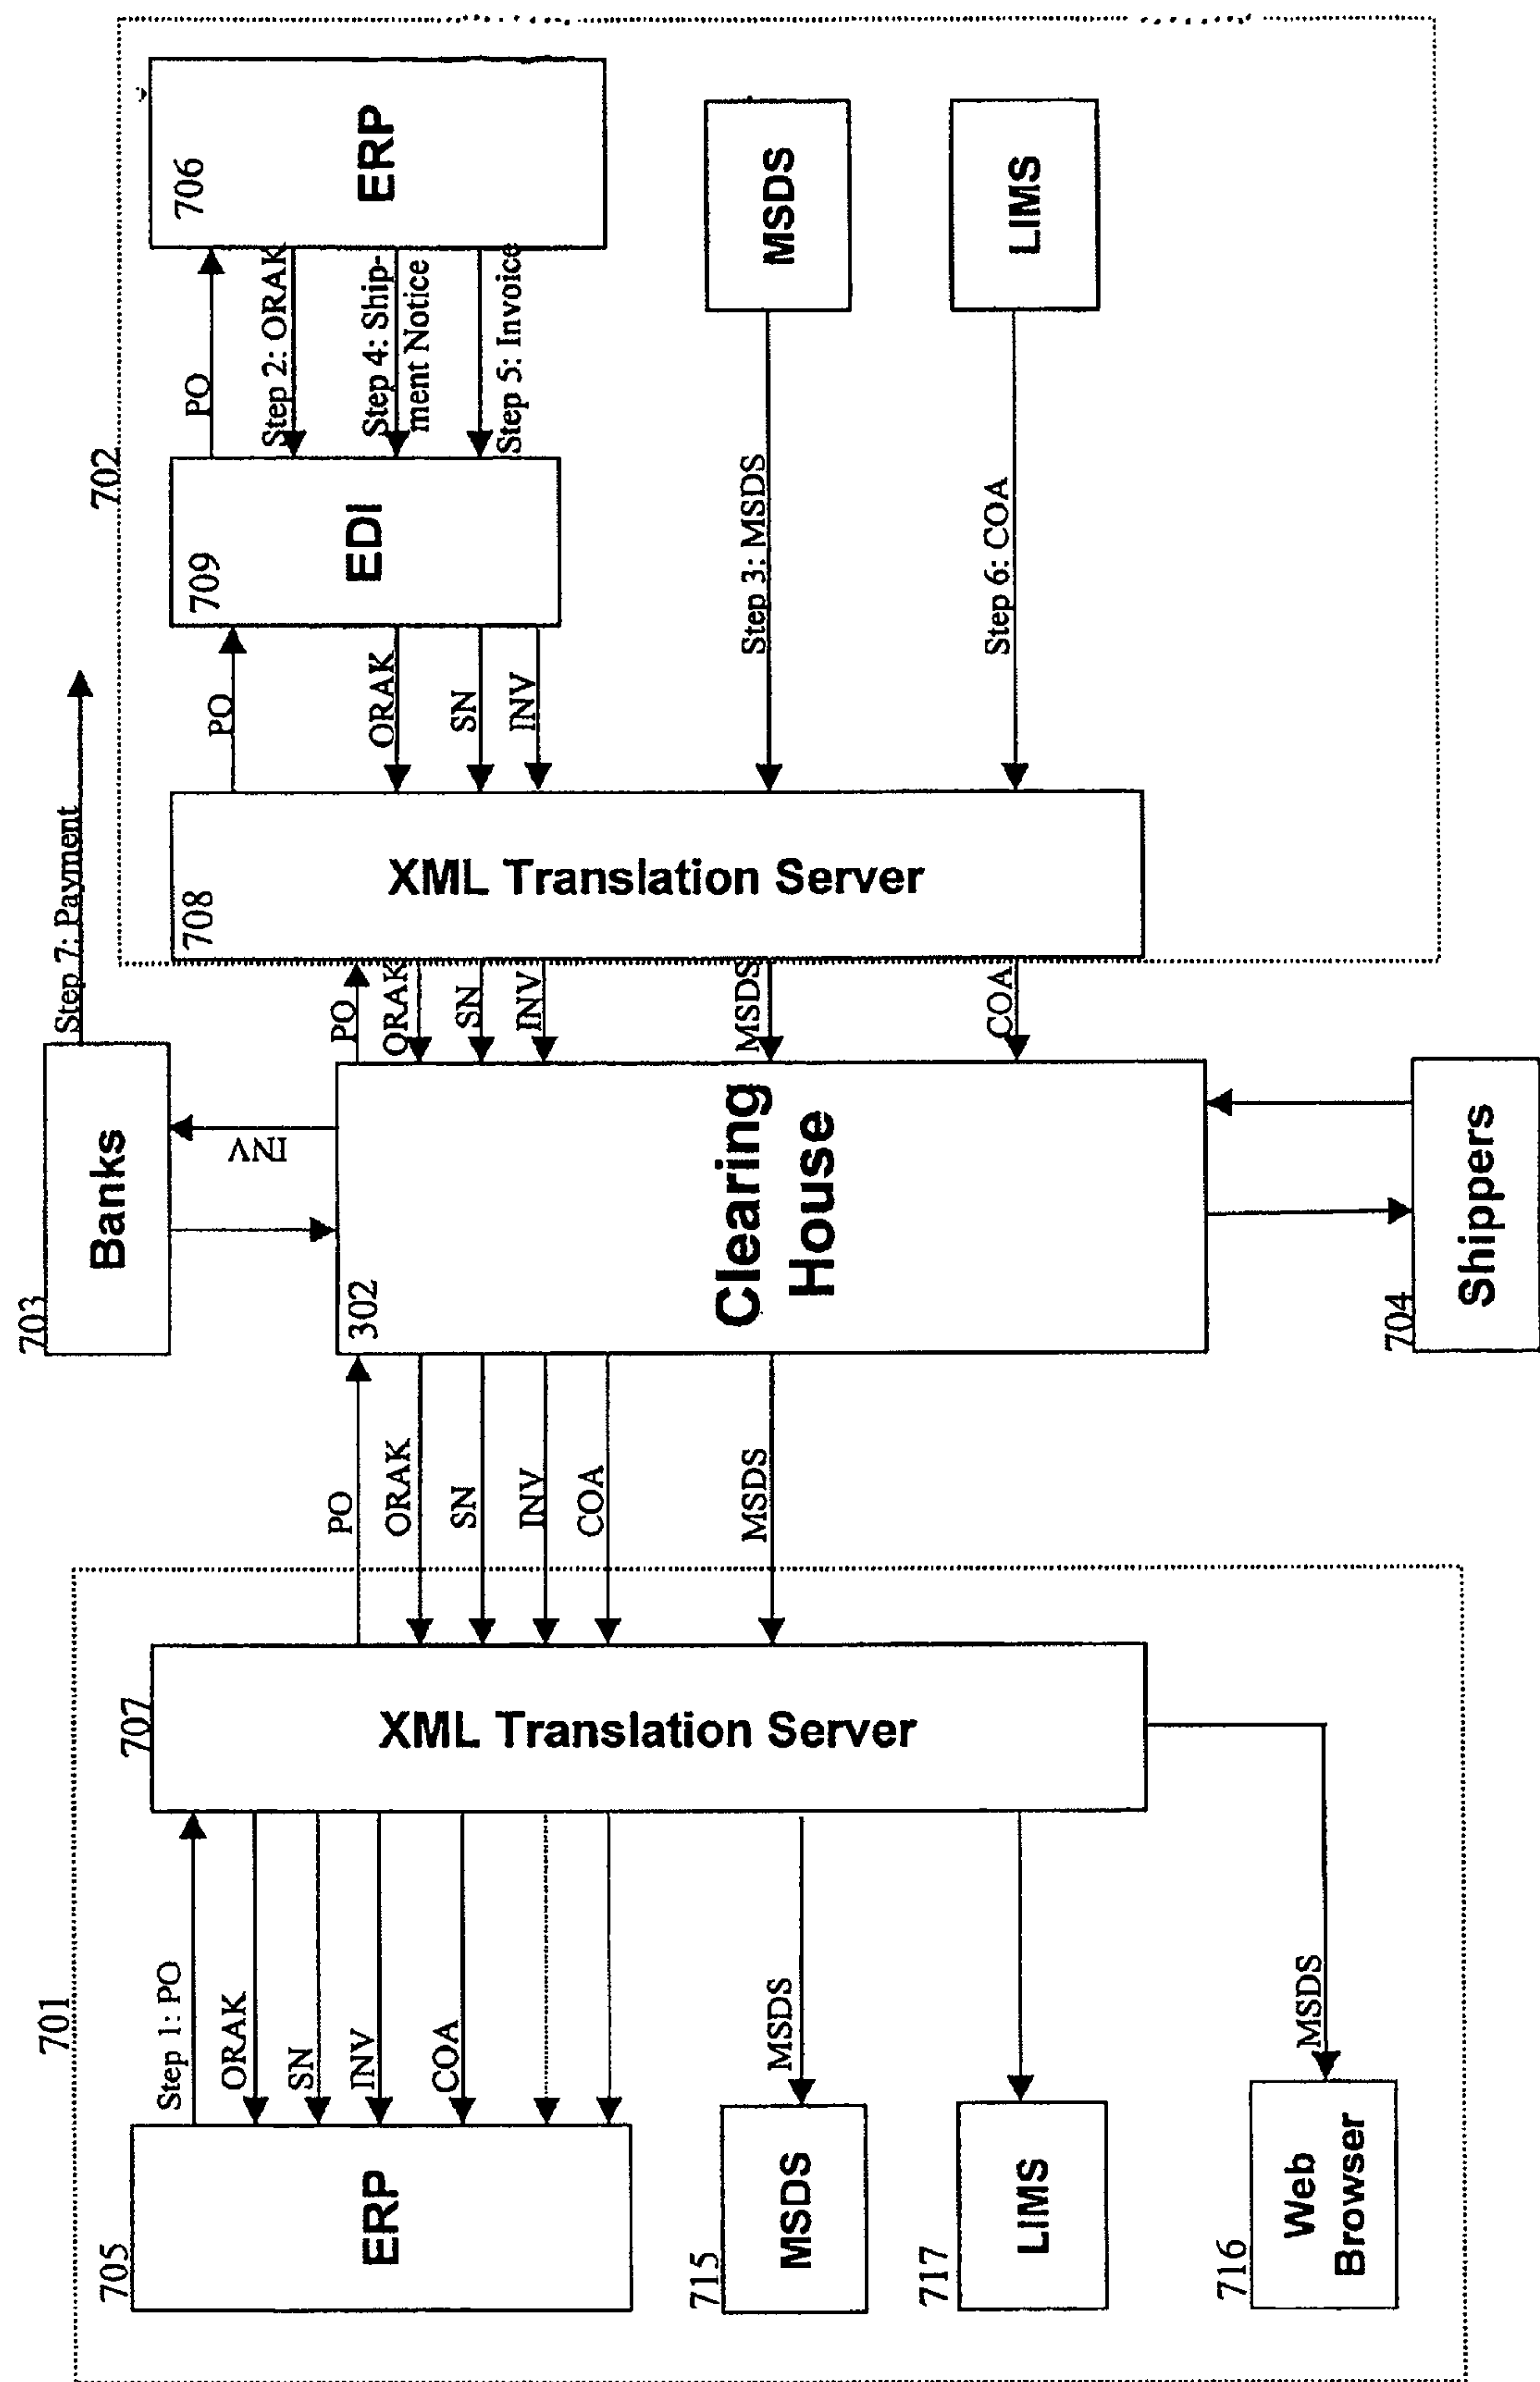 701
705
ERP
Step 1: PO
ORAK
SN
INV
COA
715
MSDS
MSDS
717
LIMS
716
Web
Browser
MSDS
707
XML Translation Server
PO
ORAK
SN
INV
COA
MSDS
703
Banks
Step 7: Payment
INV
302
Clearing
House
704
Shippers
PO
ORAK
SN
INV
MSDS
COA
702
708
XML Translation Server
PO
ORAK
SN
INV
709
EDI
PO
Step 2: ORAK
Step 4: Ship-
ment Notice
Step 5: Invoice
706
ERP
Step 3: MSDS
MSDS
Step 6: COA
LIMS